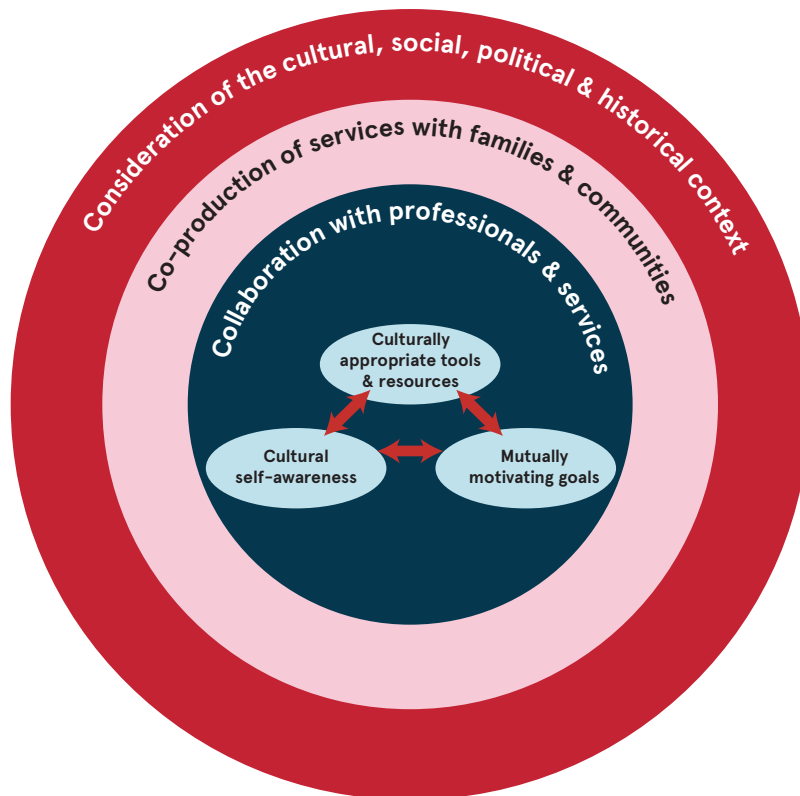 Consideration of the cultural, social, political & historical context
Co-production of services with families & communities
Collaboration with professionals & services
Culturally
appropriate tools
& resources
Cultural
self-awareness
Mutually
motivating goals